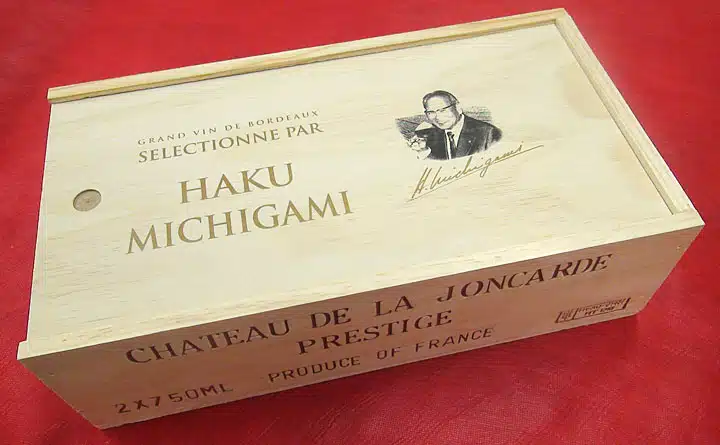 GRAND VIN DE BORDEAUX
SELECTIONNE PAR
HAKU
MICHIGAMI
H. Michigami
CHATEAU DE LA JONCARDE
PRESTIGE
2X750ML PRODUCE OF FRANCE